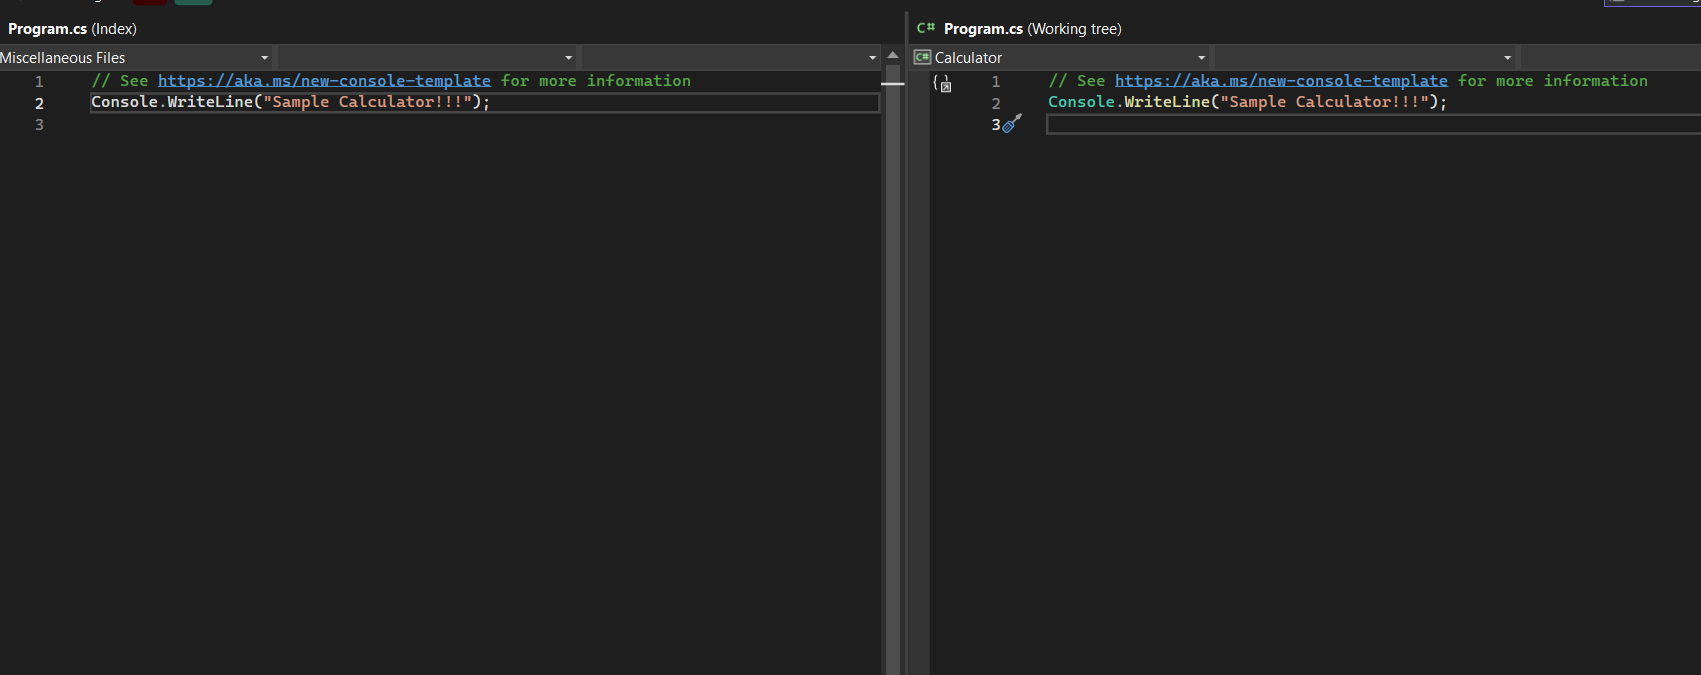 Program.cs (Index)
Miscellaneous Files
1 // See https://aka.ms/new-console-template for more information
2 Console.WriteLine("Sample Calculator!!!");
3
C# Program.cs (Working tree)
C# Calculator
1 // See https://aka.ms/new-console-template for more information
2 Console.WriteLine("Sample Calculator!!!");
3